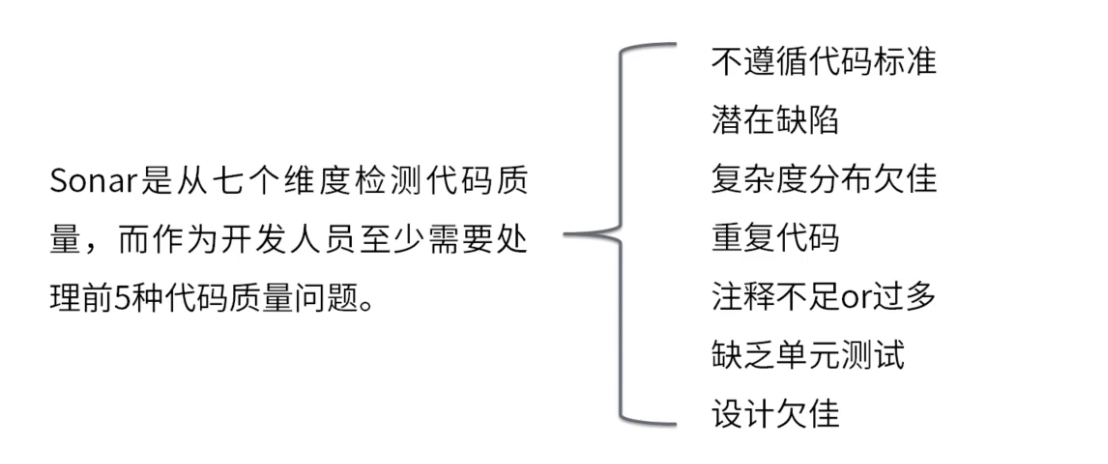 Sonar是从七个维度检测代码质
量，而作为开发人员至少需要处
理前5种代码质量问题。
不遵循代码标准
潜在缺陷
复杂度分布欠佳
重复代码
注释不足or过多
缺乏单元测试
设计欠佳